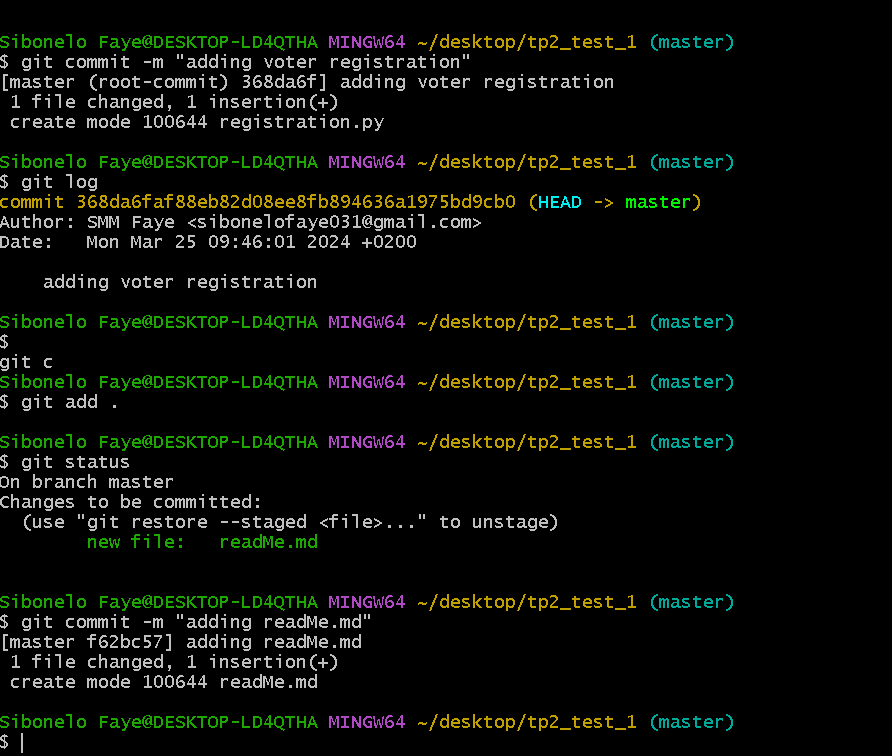 Sibonelo Faye@DESKTOP-LD4QTHA MINGW64 ~/desktop/tp2_test_1 (master)
$ git commit -m "adding voter registration"
[master (root-commit) 368da6f] adding voter registration
 1 file changed, 1 insertion(+)
 create mode 100644 registration.py

Sibonelo Faye@DESKTOP-LD4QTHA MINGW64 ~/desktop/tp2_test_1 (master)
$ git log
commit 368da6faf88eb82d08ee8fb894636a1975bd9cb0 (HEAD -> master)
Author: SMM Faye <sibonelofaye031@gmail.com>
Date:   Mon Mar 25 09:46:01 2024 +0200

    adding voter registration

Sibonelo Faye@DESKTOP-LD4QTHA MINGW64 ~/desktop/tp2_test_1 (master)
$
git c
Sibonelo Faye@DESKTOP-LD4QTHA MINGW64 ~/desktop/tp2_test_1 (master)
$ git add .

Sibonelo Faye@DESKTOP-LD4QTHA MINGW64 ~/desktop/tp2_test_1 (master)
$ git status
On branch master
Changes to be committed:
  (use "git restore --staged <file>..." to unstage)
        new file:   readMe.md


Sibonelo Faye@DESKTOP-LD4QTHA MINGW64 ~/desktop/tp2_test_1 (master)
$ git commit -m "adding readMe.md"
[master f62bc57] adding readMe.md
 1 file changed, 1 insertion(+)
 create mode 100644 readMe.md

Sibonelo Faye@DESKTOP-LD4QTHA MINGW64 ~/desktop/tp2_test_1 (master)
$